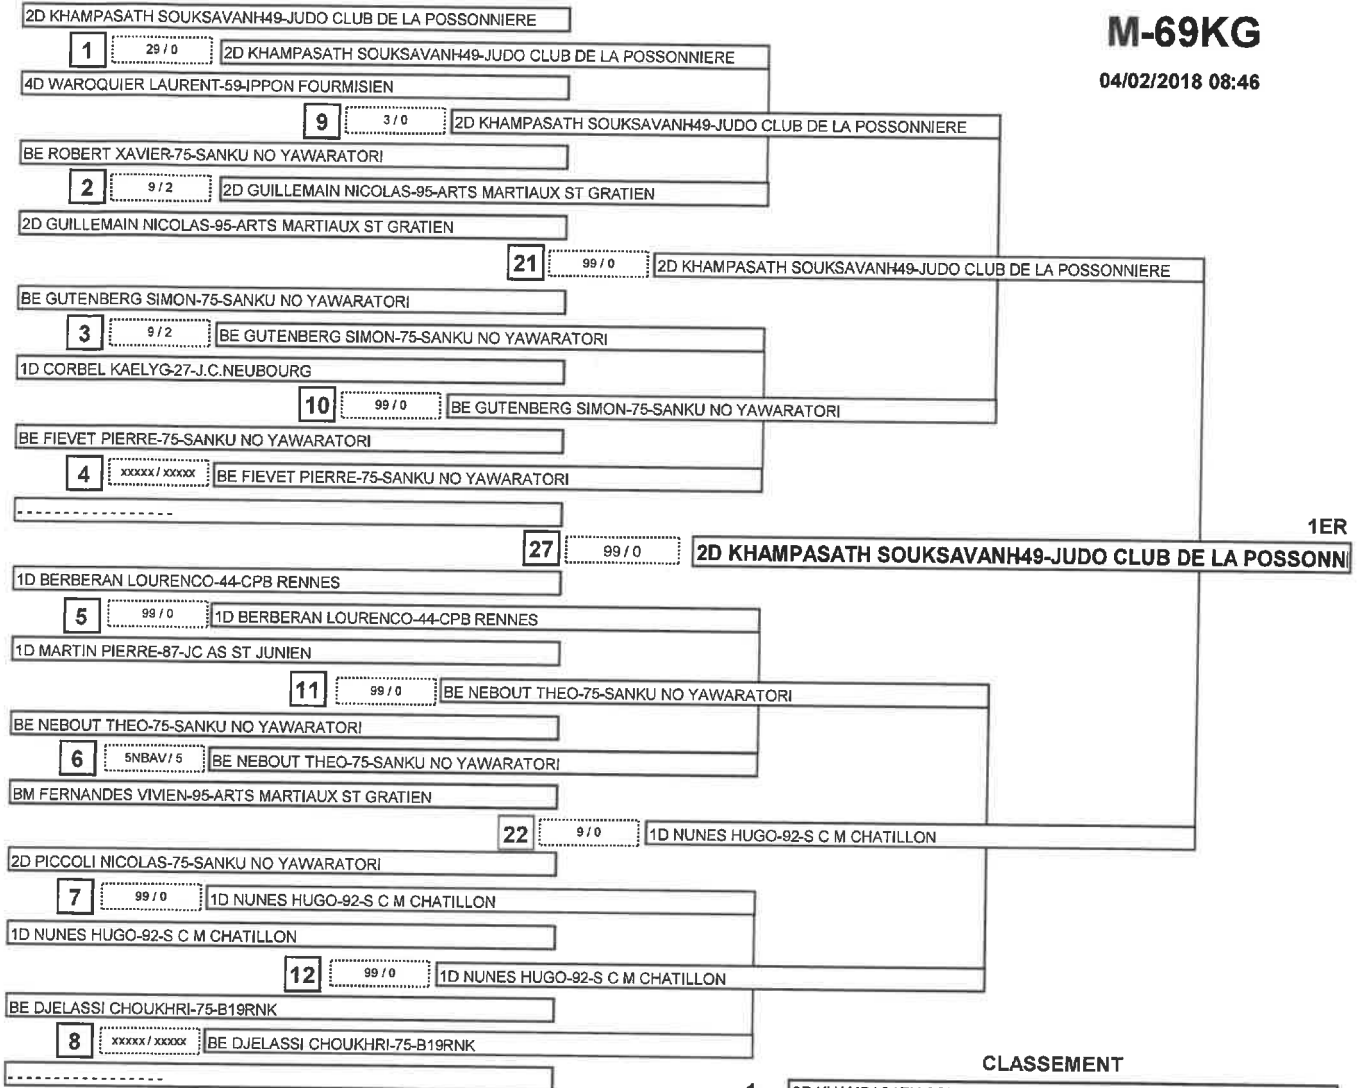 2D KHAMPASATH SOUKSAVANH49-JUDO CLUB DE LA POSSONNIERE
M-69KG
1 29 / 0 2D KHAMPASATH SOUKSAVANH49-JUDO CLUB DE LA POSSONNIERE
04/02/2018 08:46
4D WAROQUIER LAURENT-59-IPPON FOURMISIEN
9 3 / 0 2D KHAMPASATH SOUKSAVANH49-JUDO CLUB DE LA POSSONNIERE
BE ROBERT XAVIER-75-SANKU NO YAWARATORI
2 9 / 2 2D GUILLEMAIN NICOLAS-95-ARTS MARTIAUX ST GRATIEN
2D GUILLEMAIN NICOLAS-95-ARTS MARTIAUX ST GRATIEN
21 99 / 0 2D KHAMPASATH SOUKSAVANH49-JUDO CLUB DE LA POSSONNIERE
BE GUTENBERG SIMON-75-SANKU NO YAWARATORI
3 9 / 2 BE GUTENBERG SIMON-75-SANKU NO YAWARATORI
1D CORBEL KAELYG-27-J.C.NEUBOURG
10 99 / 0 BE GUTENBERG SIMON-75-SANKU NO YAWARATORI
BE FIEVET PIERRE-75-SANKU NO YAWARATORI
4 xxxxx / xxxxx BE FIEVET PIERRE-75-SANKU NO YAWARATORI
- - - - - - - - - - - - - - - - -
1ER
27 99 / 0 2D KHAMPASATH SOUKSAVANH49-JUDO CLUB DE LA POSSONN
1D BERBERAN LOURENCO-44-CPB RENNES
5 99 / 0 1D BERBERAN LOURENCO-44-CPB RENNES
1D MARTIN PIERRE-87-JC AS ST JUNIEN
11 99 / 0 BE NEBOUT THEO-75-SANKU NO YAWARATORI
BE NEBOUT THEO-75-SANKU NO YAWARATORI
6 5NBAV / 5 BE NEBOUT THEO-75-SANKU NO YAWARATORI
BM FERNANDES VIVIEN-95-ARTS MARTIAUX ST GRATIEN
22 9 / 0 1D NUNES HUGO-92-S C M CHATILLON
2D PICCOLI NICOLAS-75-SANKU NO YAWARATORI
7 99 / 0 1D NUNES HUGO-92-S C M CHATILLON
1D NUNES HUGO-92-S C M CHATILLON
12 99 / 0 1D NUNES HUGO-92-S C M CHATILLON
BE DJELASSI CHOUKHRI-75-B19RNK
8 xxxxx / xxxxx BE DJELASSI CHOUKHRI-75-B19RNK
CLASSEMENT
- - - - - - - - - - - - - - - - -
1